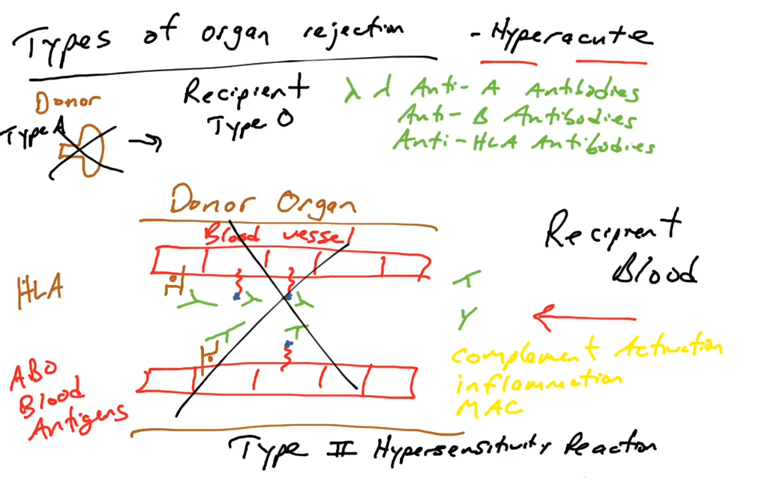 Types of organ rejection - Hyperacute
Donor
Type A
Recipient
Type O
Anti-A Antibodies
Anti-B Antibodies
Anti-HLA Antibodies
Donor Organ
Blood vessel
Recipient
Blood
HLA
ABO
Blood
Antigens
Complement Activation
inflammation
MAC
Type II Hypersensitivity Reaction